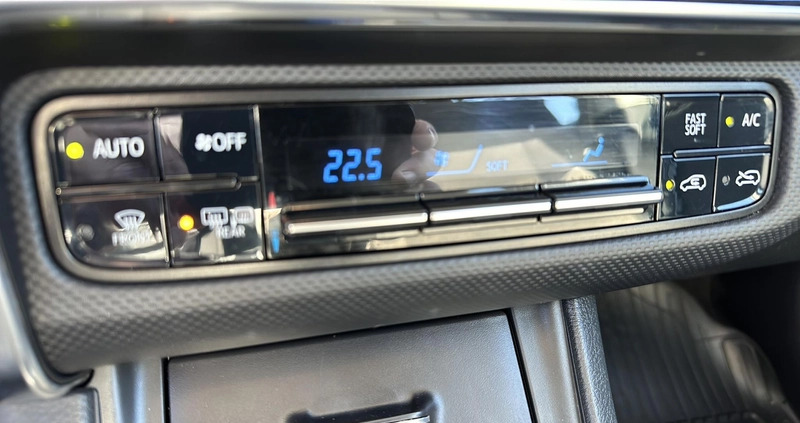 AUTO
OFF
22.5
SOFT
FAST
SOFT
A/C
FRONT
REAR